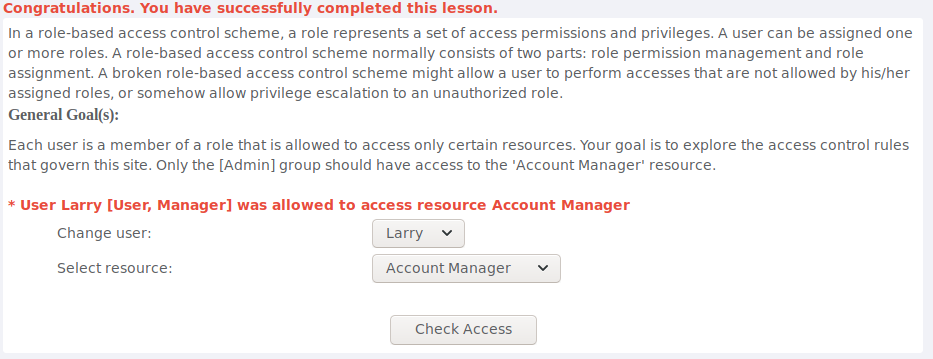 Congratulations. You have successfully completed this lesson.
In a role-based access control scheme, a role represents a set of access permissions and privileges. A user can be assigned one
or more roles. A role-based access control scheme normally consists of two parts: role permission management and role
assignment. A broken role-based access control scheme might allow a user to perform accesses that are not allowed by his/her
assigned roles, or somehow allow privilege escalation to an unauthorized role.
General Goal(s):
Each user is a member of a role that is allowed to access only certain resources. Your goal is to explore the access control rules
that govern this site. Only the [Admin] group should have access to the 'Account Manager' resource.
* User Larry [User, Manager] was allowed to access resource Account Manager
Change user: Larry
Select resource: Account Manager
Check Access